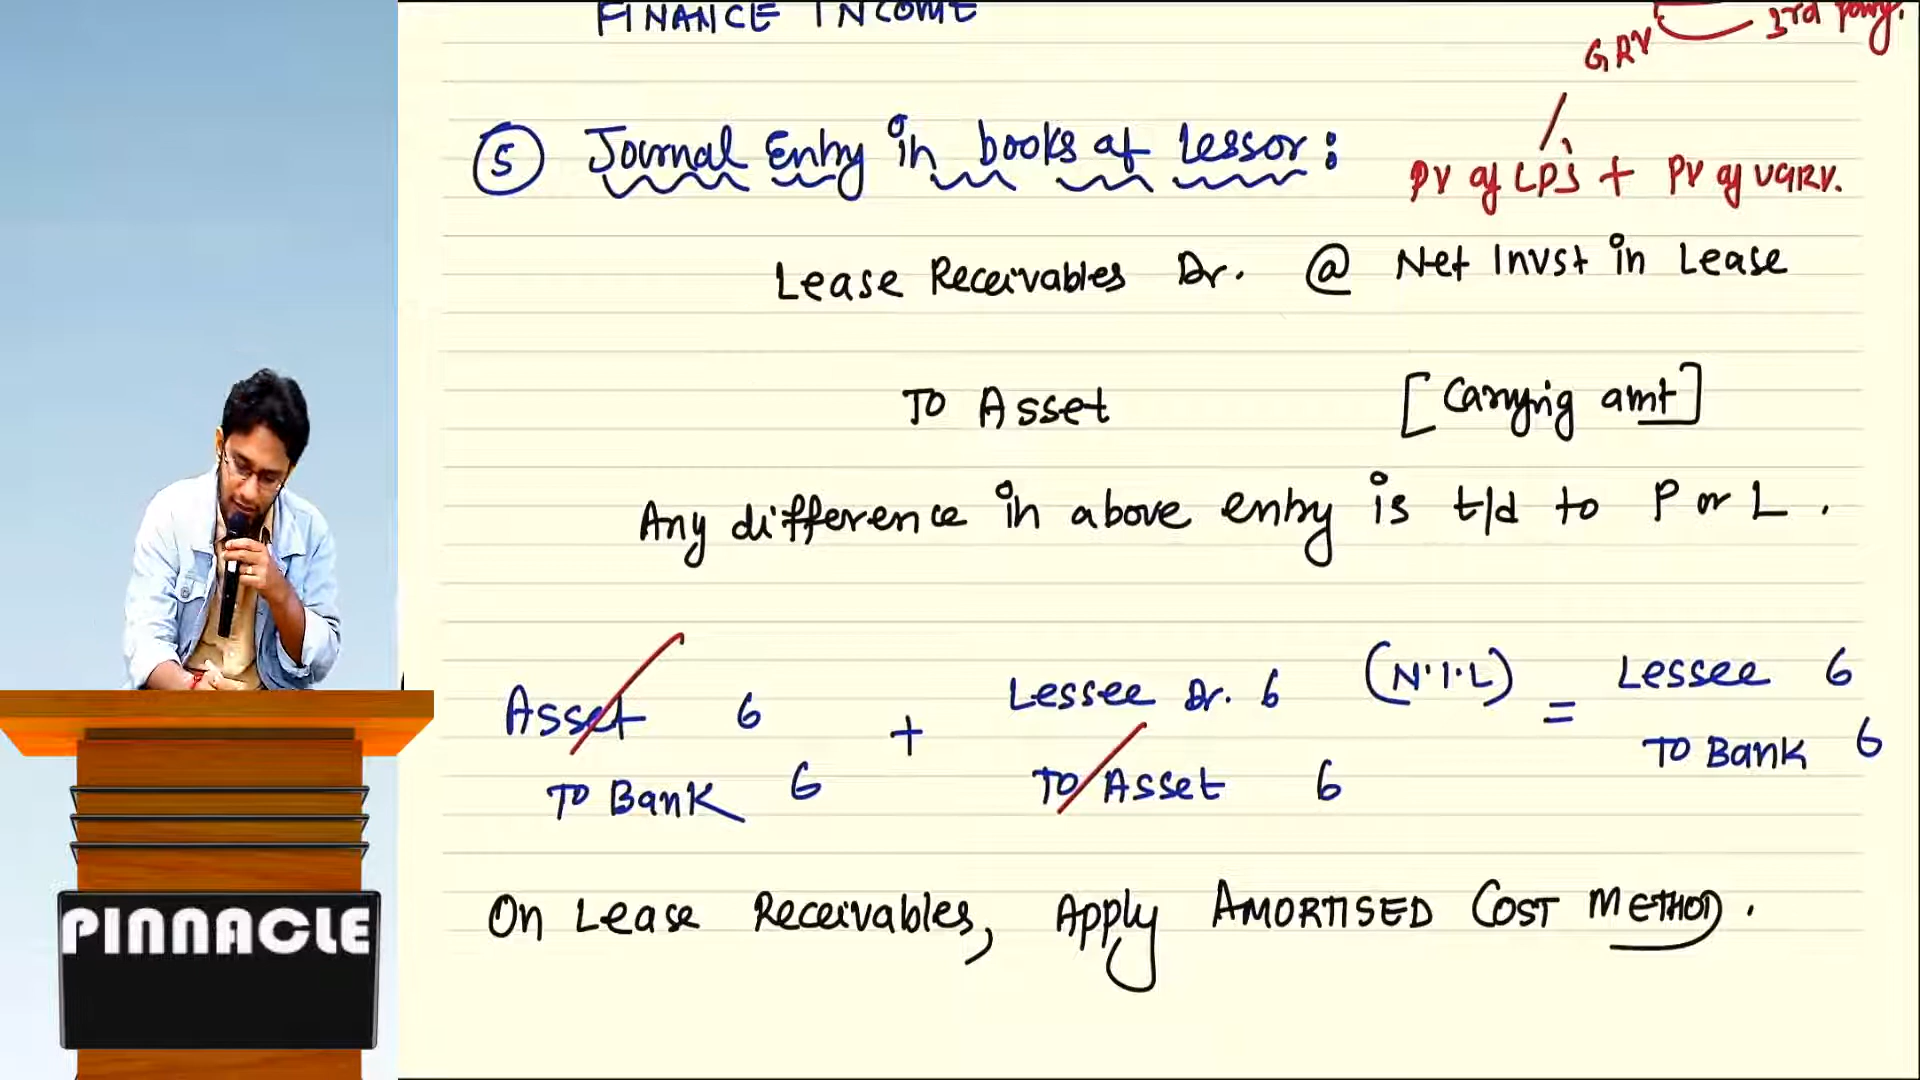 FINANCE INCOME
GRV 3rd Party.
⑤ Journal Entry in books of Lessor:
PV of LPs + PV of UGRV.
Lease Receivables Dr. @ Net Invst in Lease
To Asset [Carrying amt]
Any difference in above entry is t/d to P or L.
Asset 6 + Lessee Dr. 6 (N.I.L) = Lessee 6
To Bank 6 To Asset 6 To Bank 6
On Lease Receivables, Apply AMORTISED COST METHOD.
PINNACLE